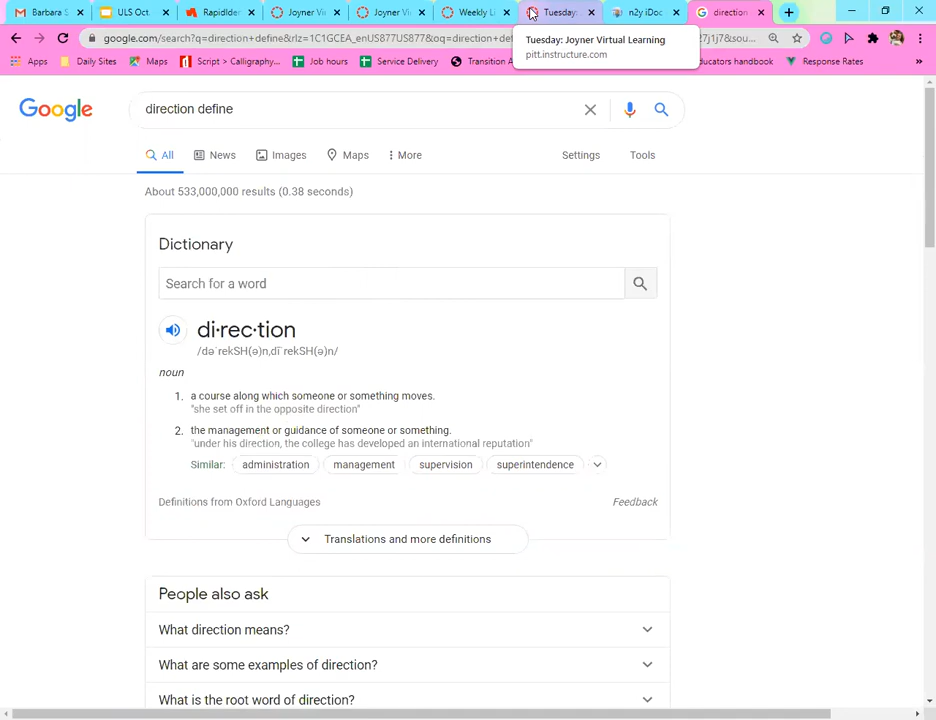 Barbara S
ULS Oct.
RapidIden
Joyner Vi
Joyner Vi
Weekly Li
Tuesday:
n2y iDoc
direction
google.com/search?q=direction+define&rlz=1C1GCEA_enUS877US877&oq=direction+def
7j1j7&sou...
Tuesday: Joyner Virtual Learning
pitt.instructure.com
Apps
Daily Sites
Maps
Script > Calligraphy...
Job hours
Service Delivery
Transition A
ducators handbook
Response Rates
»
Google
direction define
All
News
Images
Maps
More
Settings
Tools
About 533,000,000 results (0.38 seconds)
Dictionary
Search for a word
di·rec·tion
/dəˈrekSH(ə)n,dīˈrekSH(ə)n/
noun
1. a course along which someone or something moves.
"she set off in the opposite direction"
2. the management or guidance of someone or something.
"under his direction, the college has developed an international reputation"
Similar: administration management supervision superintendence
Definitions from Oxford Languages
Feedback
Translations and more definitions
People also ask
What direction means?
What are some examples of direction?
What is the root word of direction?